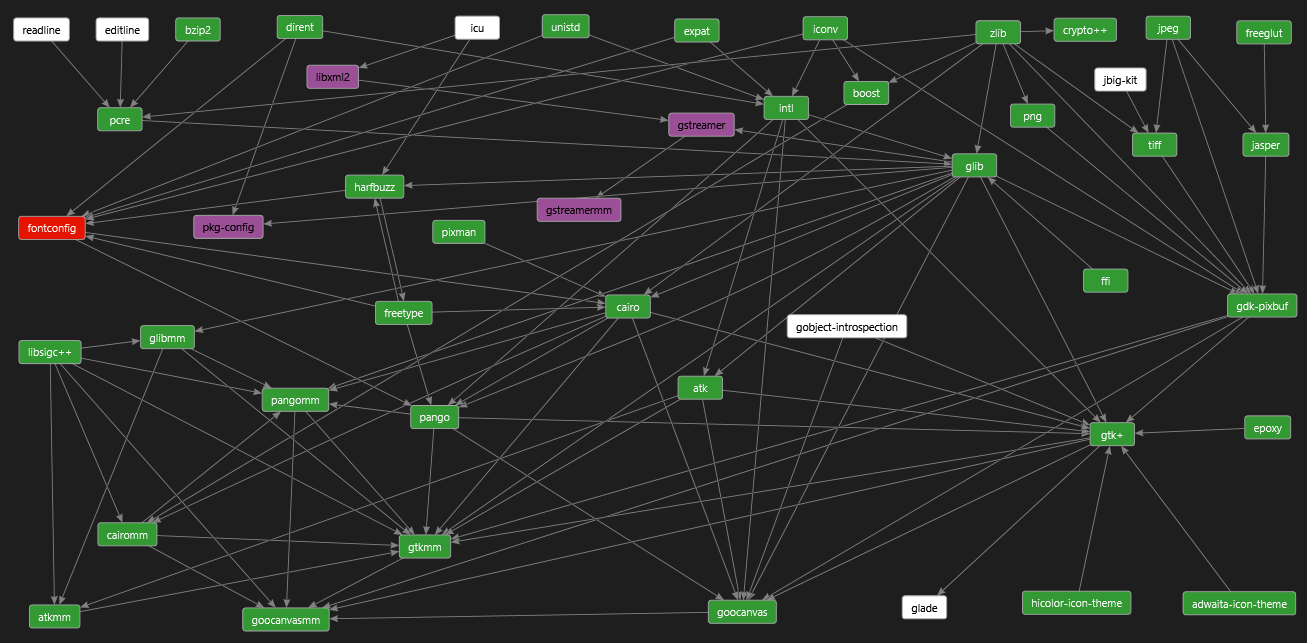 readline
editline
bzip2
dirent
icu
unistd
expat
iconv
zlib
crypto++
jpeg
freeglut
libxml2
jbig-kit
boost
intl
png
pcre
gstreamer
tiff
jasper
glib
harfbuzz
gstreamermm
fontconfig
pkg-config
pixman
ffi
cairo
gdk-pixbuf
freetype
gobject-introspection
glibmm
libsigc++
atk
pangomm
pango
epoxy
gtk+
cairomm
gtkmm
hicolor-icon-theme
adwaita-icon-theme
glade
goocanvas
atkmm
goocanvasmm